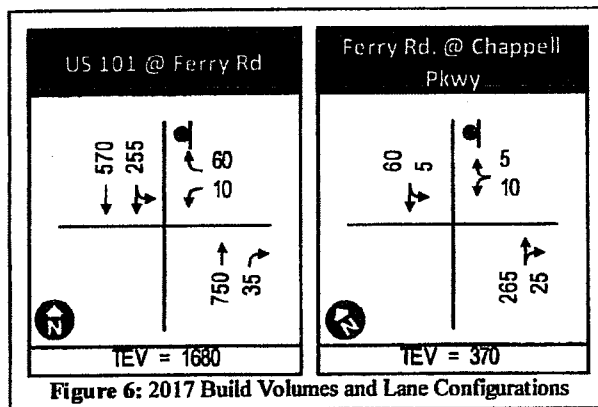 US 101 @ Ferry Rd
570
255
60
10
750
35
N
TEV = 1680
Ferry Rd. @ Chappell
Pkwy
60
5
5
10
265
25
N
TEV = 370
Figure 6: 2017 Build Volumes and Lane Configurations